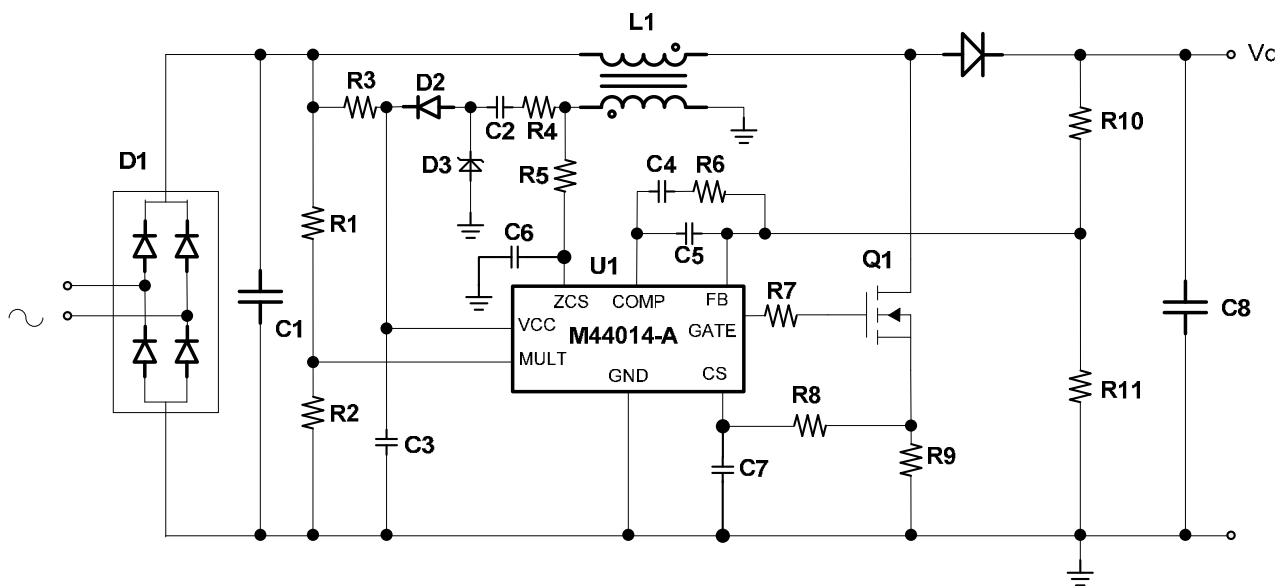 L1
Vo
R3
D2
C2
R4
R10
D1
D3
R5
C4
R6
R1
C6
C5
U1
Q1
ZCS
COMP
FB
R7
C1
VCC
M44014-A
GATE
C8
MULT
GND
CS
R2
R8
R11
C3
C7
R9